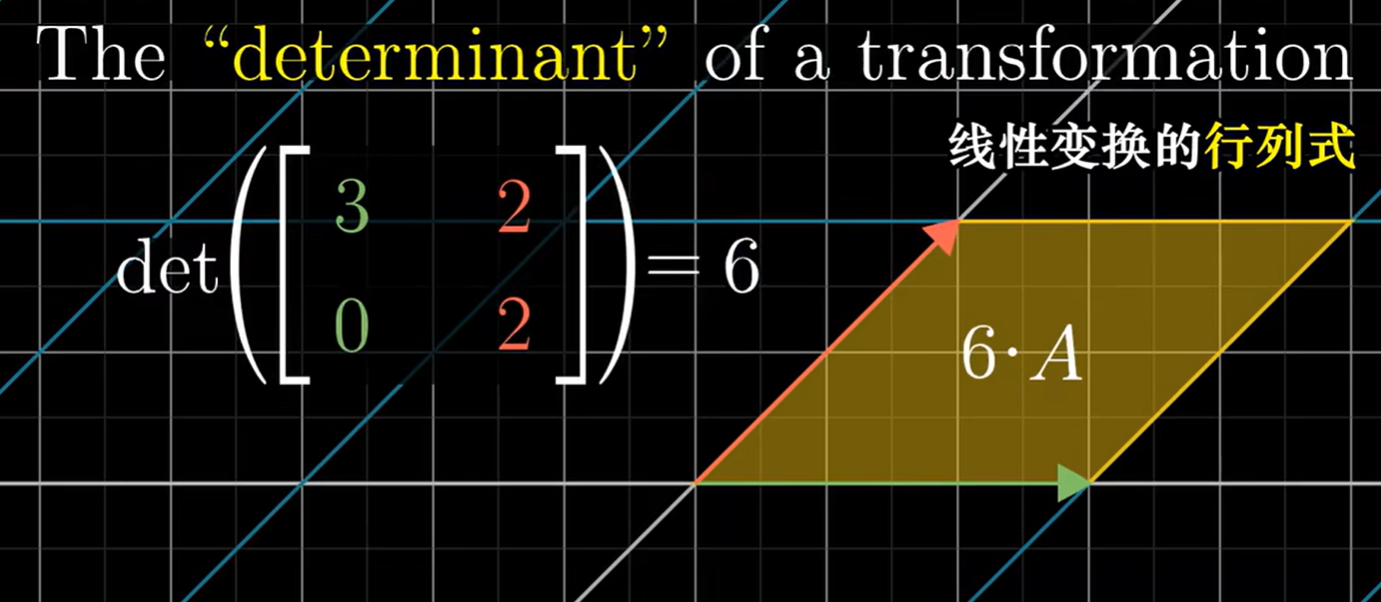 The “determinant” of a transformation
线性变换的行列式
det([3 2
0 2]) = 6
6·A